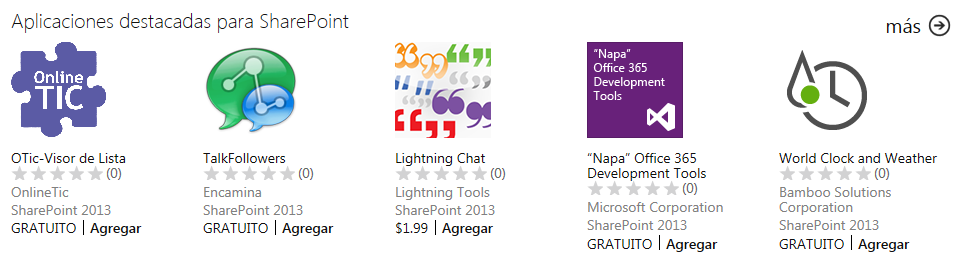 Aplicaciones destacadas para SharePoint
más
Online
TIC
"Napa"
Office 365
Development
Tools
OTic-Visor de Lista
(0)
OnlineTic
SharePoint 2013
GRATUITO | Agregar
TalkFollowers
(0)
Encamina
SharePoint 2013
GRATUITO | Agregar
Lightning Chat
(0)
Lightning Tools
SharePoint 2013
$1.99 | Agregar
"Napa" Office 365
Development Tools
(0)
Microsoft Corporation
SharePoint 2013
GRATUITO | Agregar
World Clock and Weather
(0)
Bamboo Solutions
Corporation
SharePoint 2013
GRATUITO | Agregar